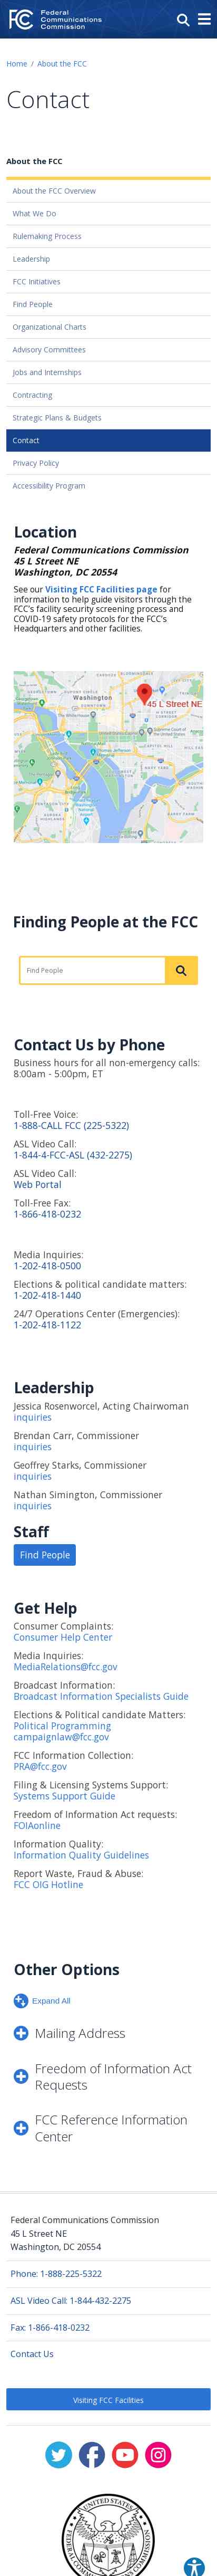 Federal
Communications
Commission
Home / About the FCC
Contact
About the FCC
About the FCC Overview
What We Do
Rulemaking Process
Leadership
FCC Initiatives
Find People
Organizational Charts
Advisory Committees
Jobs and Internships
Contracting
Strategic Plans & Budgets
Contact
Privacy Policy
Accessibility Program
Location
Federal Communications Commission
45 L Street NE
Washington, DC 20554
See our Visiting FCC Facilities page for
information to help guide visitors through the
FCC’s facility security screening process and
COVID-19 safety protocols for the FCC’s
Headquarters and other facilities.
45 L Street NE
Washington
Finding People at the FCC
Find People
Contact Us by Phone
Business hours for all non-emergency calls:
8:00am - 5:00pm, ET
Toll-Free Voice:
1-888-CALL FCC (225-5322)
ASL Video Call:
1-844-4-FCC-ASL (432-2275)
ASL Video Call:
Web Portal
Toll-Free Fax:
1-866-418-0232
Media Inquiries:
1-202-418-0500
Elections & political candidate matters:
1-202-418-1440
24/7 Operations Center (Emergencies):
1-202-418-1122
Leadership
Jessica Rosenworcel, Acting Chairwoman
inquiries
Brendan Carr, Commissioner
inquiries
Geoffrey Starks, Commissioner
inquiries
Nathan Simington, Commissioner
inquiries
Staff
Find People
Get Help
Consumer Complaints:
Consumer Help Center
Media Inquiries:
MediaRelations@fcc.gov
Broadcast Information:
Broadcast Information Specialists Guide
Elections & Political Candidate Matters:
Political Programming
campaignlaw@fcc.gov
FCC Information Collection:
PRA@fcc.gov
Filing & Licensing Systems Support:
Systems Support Guide
Freedom of Information Act requests:
FOIAonline
Information Quality:
Information Quality Guidelines
Report Waste, Fraud & Abuse:
FCC OIG Hotline
Other Options
Expand All
Mailing Address
Freedom of Information Act
Requests
FCC Reference Information
Center
Federal Communications Commission
45 L Street NE
Washington, DC 20554
Phone: 1-888-225-5322
ASL Video Call: 1-844-432-2275
Fax: 1-866-418-0232
Contact Us
Visiting FCC Facilities